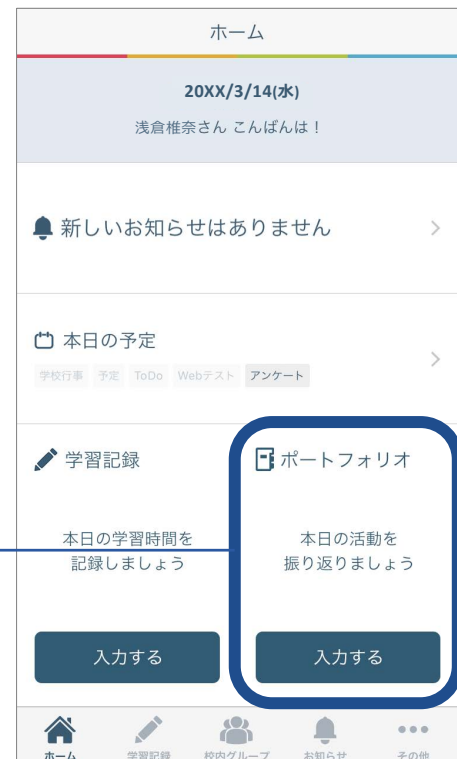 ホーム
20XX/3/14(水)
浅倉椎奈さん こんばんは！
新しいお知らせはありません
本日の予定
学校行事 予定 ToDo Webテスト アンケート
学習記録
本日の学習時間を
記録しましょう
入力する
ポートフォリオ
本日の活動を
振り返りましょう
入力する
ホーム 学習記録 校内グループ お知らせ その他